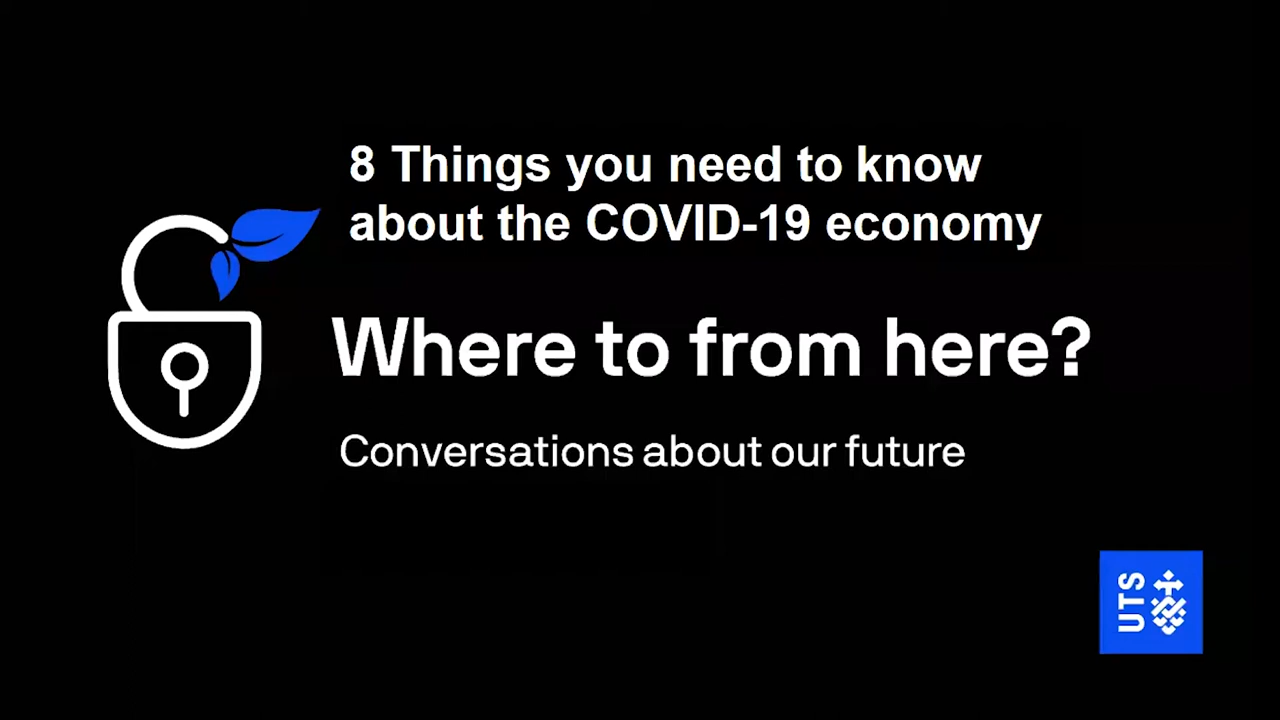 8 Things you need to know
about the COVID-19 economy
Where to from here?
Conversations about our future
UTS